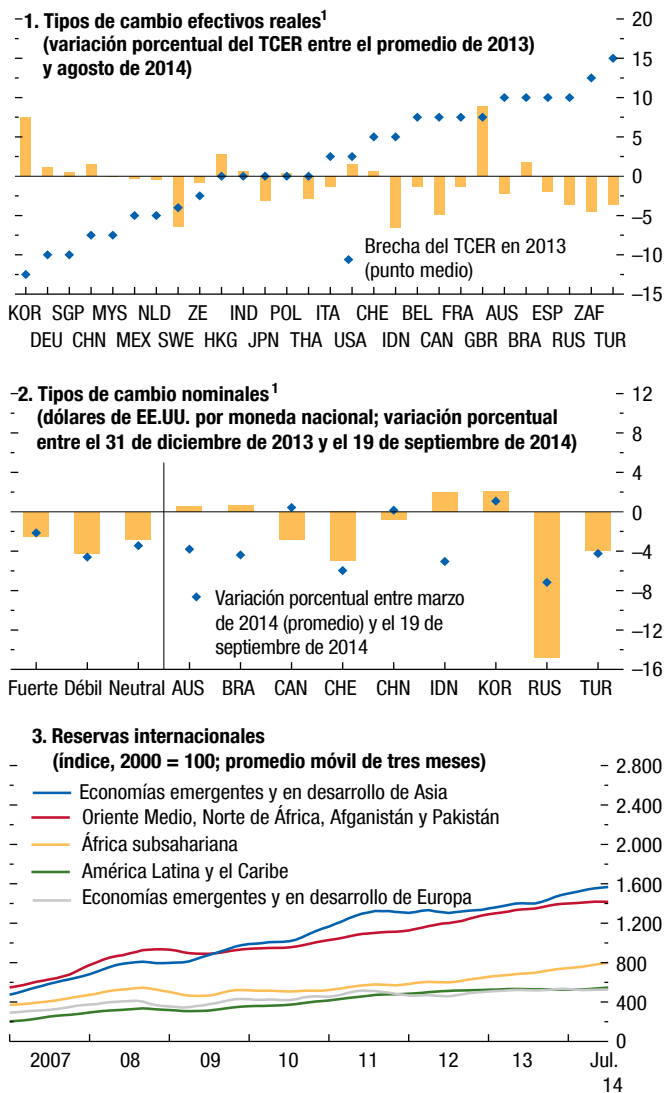 1. Tipos de cambio efectivos reales¹
(variación porcentual del TCER entre el promedio de 2013)
y agosto de 2014)
20
15
10
5
0
–5
–10
–15
Brecha del TCER en 2013
(punto medio)
KOR SGP MYS NLD ZE IND POL ITA CHE BEL FRA AUS ESP ZAF
DEU CHN MEX SWE HKG JPN THA USA IDN CAN GBR BRA RUS TUR
2. Tipos de cambio nominales¹
(dólares de EE.UU. por moneda nacional; variación porcentual
entre el 31 de diciembre de 2013 y el 19 de septiembre de 2014)
12
8
4
0
–4
–8
–12
–16
Variación porcentual entre marzo
de 2014 (promedio) y el 19 de
septiembre de 2014
Fuerte Débil Neutral AUS BRA CAN CHE CHN IDN KOR RUS TUR
3. Reservas internacionales
(índice, 2000 = 100; promedio móvil de tres meses)
Economías emergentes y en desarrollo de Asia
Oriente Medio, Norte de África, Afganistán y Pakistán
África subsahariana
América Latina y el Caribe
Economías emergentes y en desarrollo de Europa
2.800
2.400
2.000
1.600
1.200
800
400
0
2007 08 09 10 11 12 13 Jul.
14